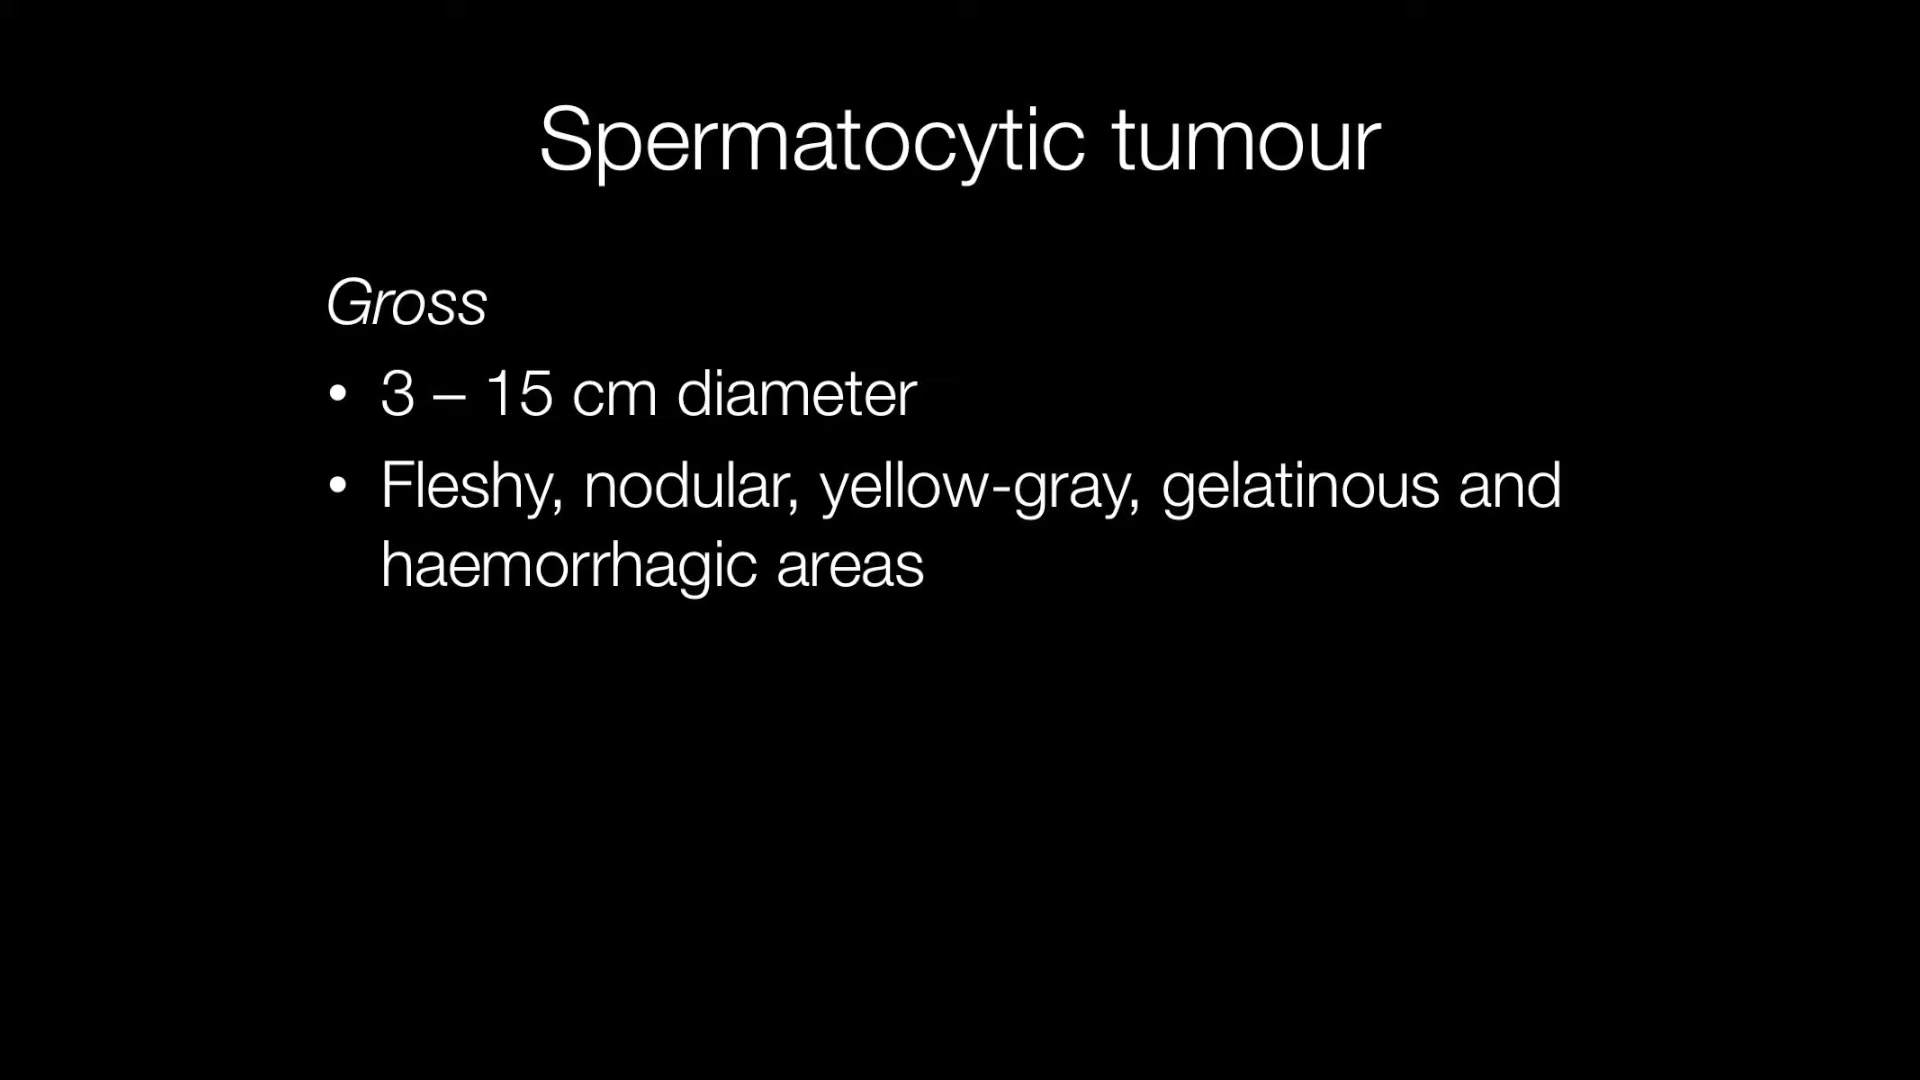 Spermatocytic tumour
Gross
• 3 – 15 cm diameter
• Fleshy, nodular, yellow-gray, gelatinous and
haemorrhagic areas